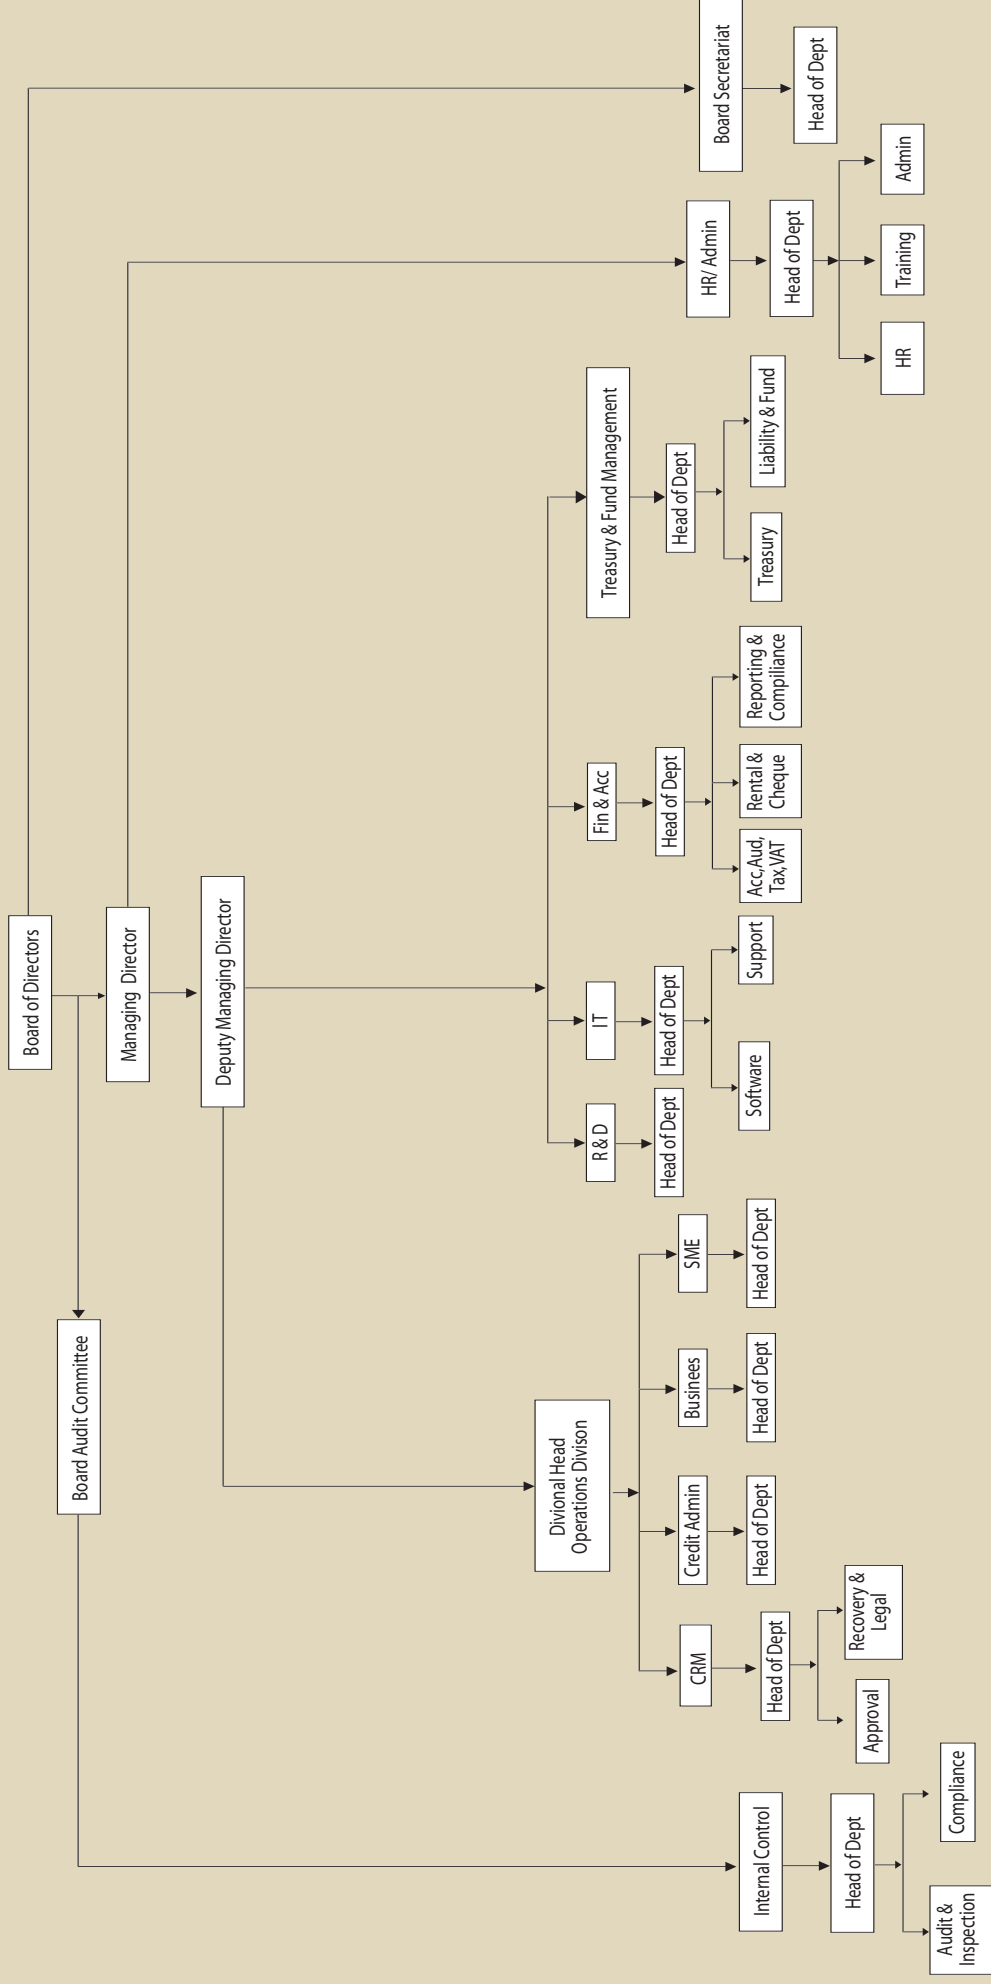 Board of Directors
Board Audit Committee
Managing Director
Deputy Managing Director
Divional Head
Operations Divison
R & D
IT
Fin & Acc
Treasury & Fund Management
Head of Dept
Head of Dept
Head of Dept
Head of Dept
CRM
Credit Admin
Businees
SME
HR/ Admin
Board Secretariat
Internal Control
Head of Dept
Head of Dept
Head of Dept
Head of Dept
Software
Support
Acc,Aud,
Tax,VAT
Rental &
Cheque
Reporting &
Compiliance
Treasury
Liability & Fund
Head of Dept
Head of Dept
Head of Dept
Approval
Recovery &
Legal
HR
Training
Admin
Audit &
Inspection
Compliance